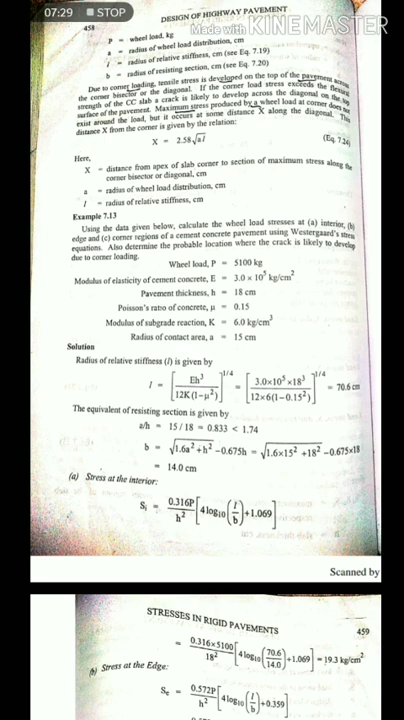 07:29 STOP
DESIGN OF HIGHWAY PAVEMENT
Made with KINEMASTER
458
P = wheel load, kg
a = radius of wheel load distribution, cm
l = radius of relative stiffness, cm (see Eq. 7.19)
b = radius of resisting section, cm (see Eq. 7.20)
Due to corner loading, tensile stress is developed on the top of the pavement across
the corner bisector or the diagonal. If the corner load stress exceeds the flexural
strength of the CC slab a crack is likely to develop across the diagonal on the top
surface of the pavement. Maximum stress produced by a wheel load at corner does not
exist around the load, but it occurs at some distance X along the diagonal. This
distance X from the corner is given by the relation:
X = 2.58√al (Eq. 7.24)
Here,
X = distance from apex of slab corner to section of maximum stress along the
corner bisector or diagonal, cm
a = radius of wheel load distribution, cm
l = radius of relative stiffness, cm
Example 7.13
Using the data given below, calculate the wheel load stresses at (a) interior, (b)
edge and (c) corner regions of a cement concrete pavement using Westergaard's stress
equations. Also determine the probable location where the crack is likely to develop
due to corner loading.
Wheel load, P = 5100 kg
Modulus of elasticity of cement concrete, E = 3.0 x 10⁵ kg/cm²
Pavement thickness, h = 18 cm
Poisson's ratio of concrete, μ = 0.15
Modulus of subgrade reaction, K = 6.0 kg/cm³
Radius of contact area, a = 15 cm
Solution
Radius of relative stiffness (l) is given by
l = [Eh³ / 12K(1-μ²)]^1/4 = [3.0×10⁵×18³ / 12×6(1-0.15²)]^1/4 = 70.6 cm
The equivalent of resisting section is given by
a/h = 15/18 = 0.833 < 1.74
b = √1.6a²+h² -0.675h = √1.6×15² +18² -0.675×18
= 14.0 cm
(a) Stress at the interior:
Sᵢ = 0.316P/h² [4log₁₀(l/b)+1.069]
Scanned by
STRESSES IN RIGID PAVEMENTS 459
= 0.316×5100/18² [4log₁₀(70.6/14.0)+1.069] = 19.3 kg/cm²
(b) Stress at the Edge:
Sₑ = 0.572P/h² [4log₁₀(l/b)+0.359]